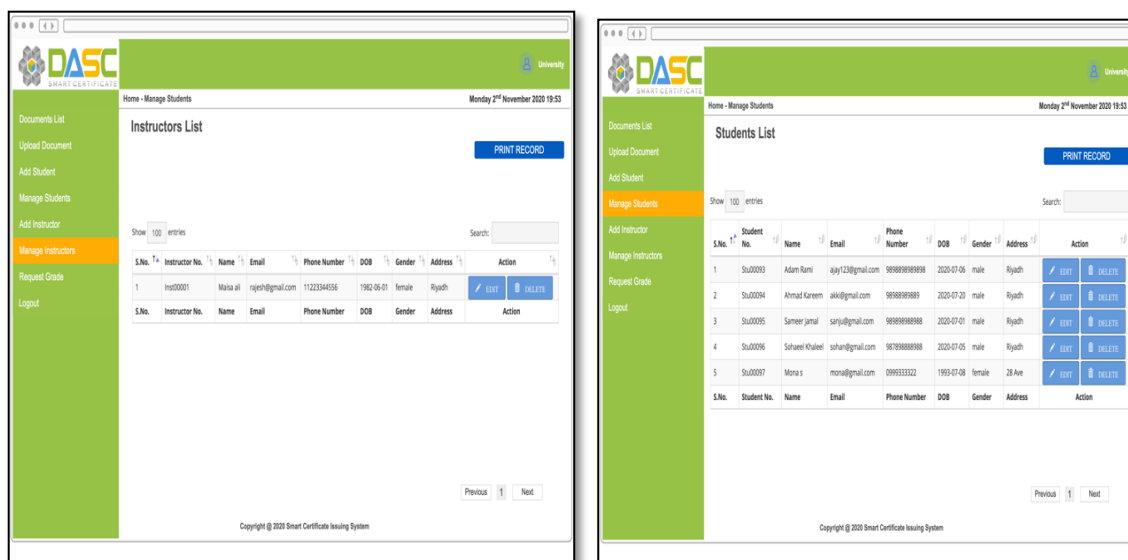 DASC
SMART CERTIFICATE
University
Home - Manage Students
Monday 2nd November 2020 19:53
Documents List
Upload Document
Add Student
Manage Students
Add Instructor
Manage Instructors
Request Grade
Logout
Instructors List
PRINT RECORD
Show 100 entries
Search:
S.No. Instructor No. Name Email Phone Number DOB Gender Address Action
1 Inst00001 Maisa ali rajesh@gmail.com 11223344556 1982-06-01 female Riyadh EDIT DELETE
S.No. Instructor No. Name Email Phone Number DOB Gender Address Action
Previous 1 Next
Copyright @ 2020 Smart Certificate Issuing System
DASC
SMART CERTIFICATE
University
Home - Manage Students
Monday 2nd November 2020 19:53
Documents List
Upload Document
Add Student
Manage Students
Add Instructor
Manage Instructors
Request Grade
Logout
Students List
PRINT RECORD
Show 100 entries
Search:
S.No. Student No. Name Email Phone Number DOB Gender Address Action
1 Stu00093 Adam Rami ajay123@gmail.com 9898898989898 2020-07-06 male Riyadh EDIT DELETE
2 Stu00094 Ahmad Kareem akki@gmail.com 98988989889 2020-07-20 male Riyadh EDIT DELETE
3 Stu00095 Sameer jamal sanju@gmail.com 989898988988 2020-07-01 male Riyadh EDIT DELETE
4 Stu00096 Sohaeel Khaleel sohan@gmail.com 987898888988 2020-07-05 male Riyadh EDIT DELETE
5 Stu00097 Mona s mona@gmail.com 0999333322 1993-07-08 female 28 Ave EDIT DELETE
S.No. Student No. Name Email Phone Number DOB Gender Address Action
Previous 1 Next
Copyright @ 2020 Smart Certificate Issuing System